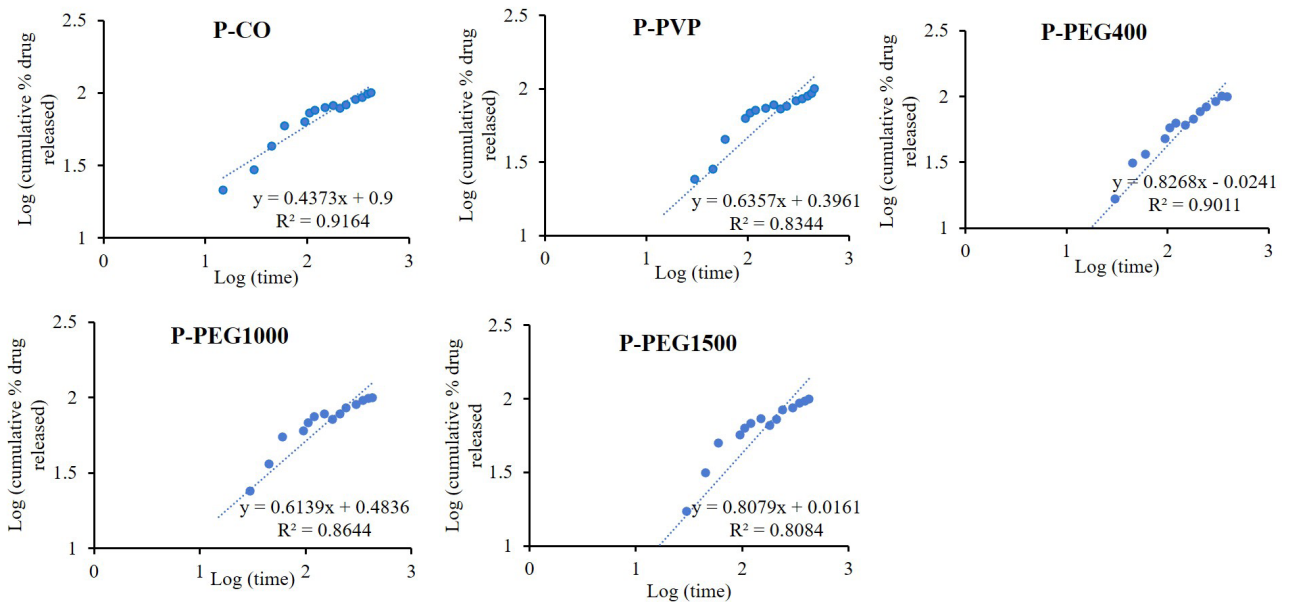 P-CO
Log (cumulative % drug
released)
2.5
2
1.5
1
0
1
2
3
y = 0.4373x + 0.9
R² = 0.9164
Log (time)
P-PVP
Log (cumulative % drug
released)
2.5
2
1.5
1
0
1
2
3
y = 0.6357x + 0.3961
R² = 0.8344
Log (time)
P-PEG400
Log (cumulative % drug
released)
2.5
2
1.5
1
0
1
2
3
y = 0.8268x - 0.0241
R² = 0.9011
Log (time)
P-PEG1000
Log (cumulative % drug
released)
2.5
2
1.5
1
0
1
2
3
y = 0.6139x + 0.4836
R² = 0.8644
Log (time)
P-PEG1500
Log (cumulative % drug
released)
2.5
2
1.5
1
0
1
2
3
y = 0.8079x + 0.0161
R² = 0.8084
Log (time)